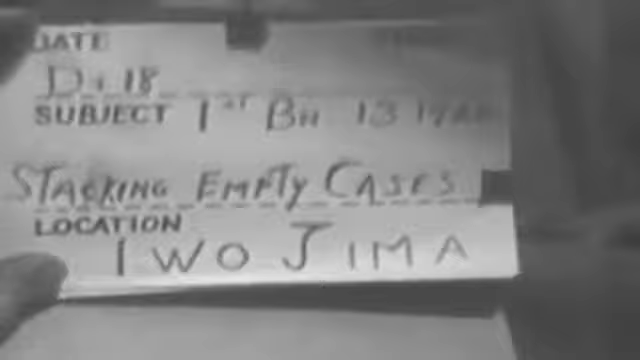 DATE
D+18
SUBJECT 1ST BN 13
STACKING EMPTY CASES
LOCATION
IWO JIMA